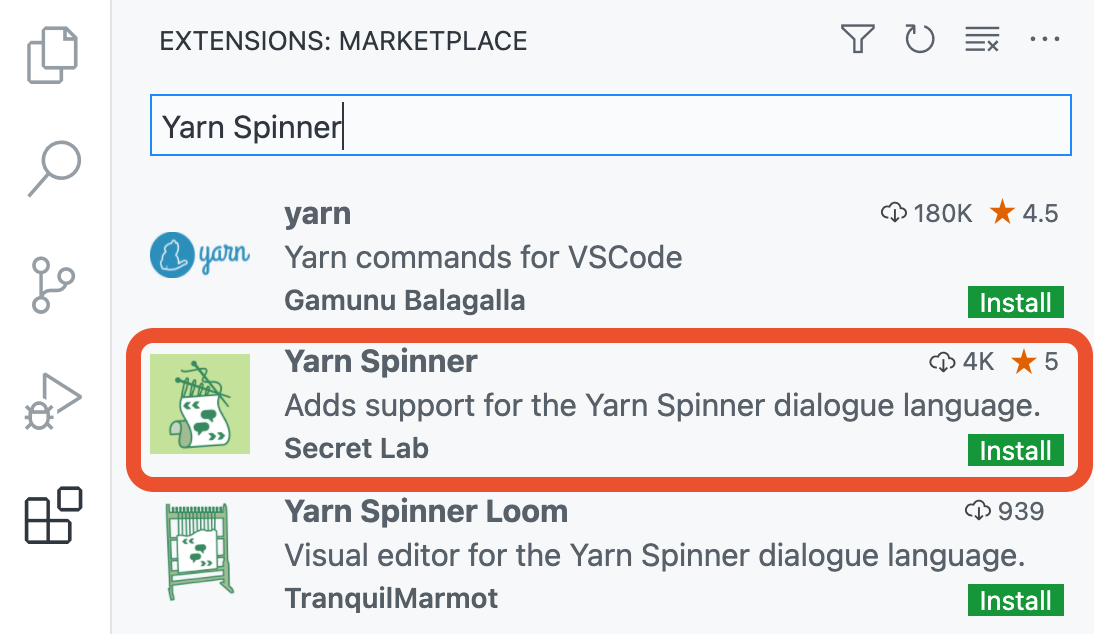 EXTENSIONS: MARKETPLACE
Yarn Spinner
yarn 180K 4.5
yarn
Yarn commands for VSCode
Gamunu Balagalla
Install
Yarn Spinner 4K 5
Adds support for the Yarn Spinner dialogue language.
Secret Lab
Install
Yarn Spinner Loom 939
Visual editor for the Yarn Spinner dialogue language.
TranquilMarmot
Install